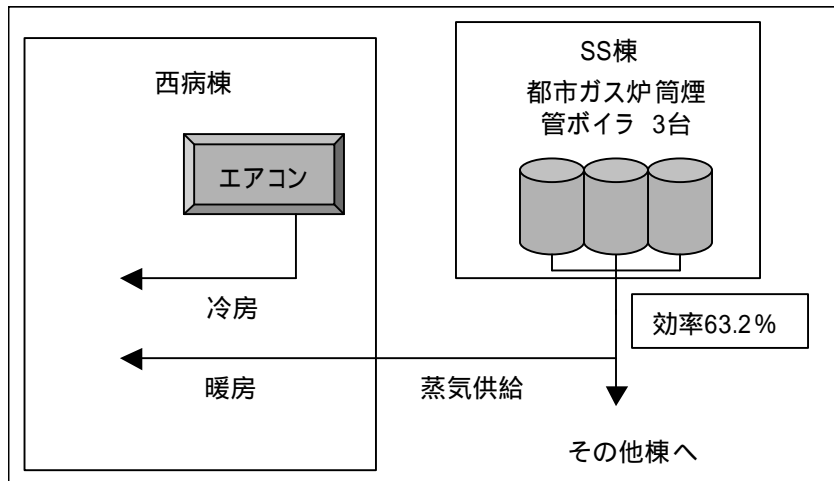 西病棟
エアコン
冷房
暖房
SS棟
都市ガス炉筒煙
管ボイラ 3台
効率63.2%
蒸気供給
その他棟へ